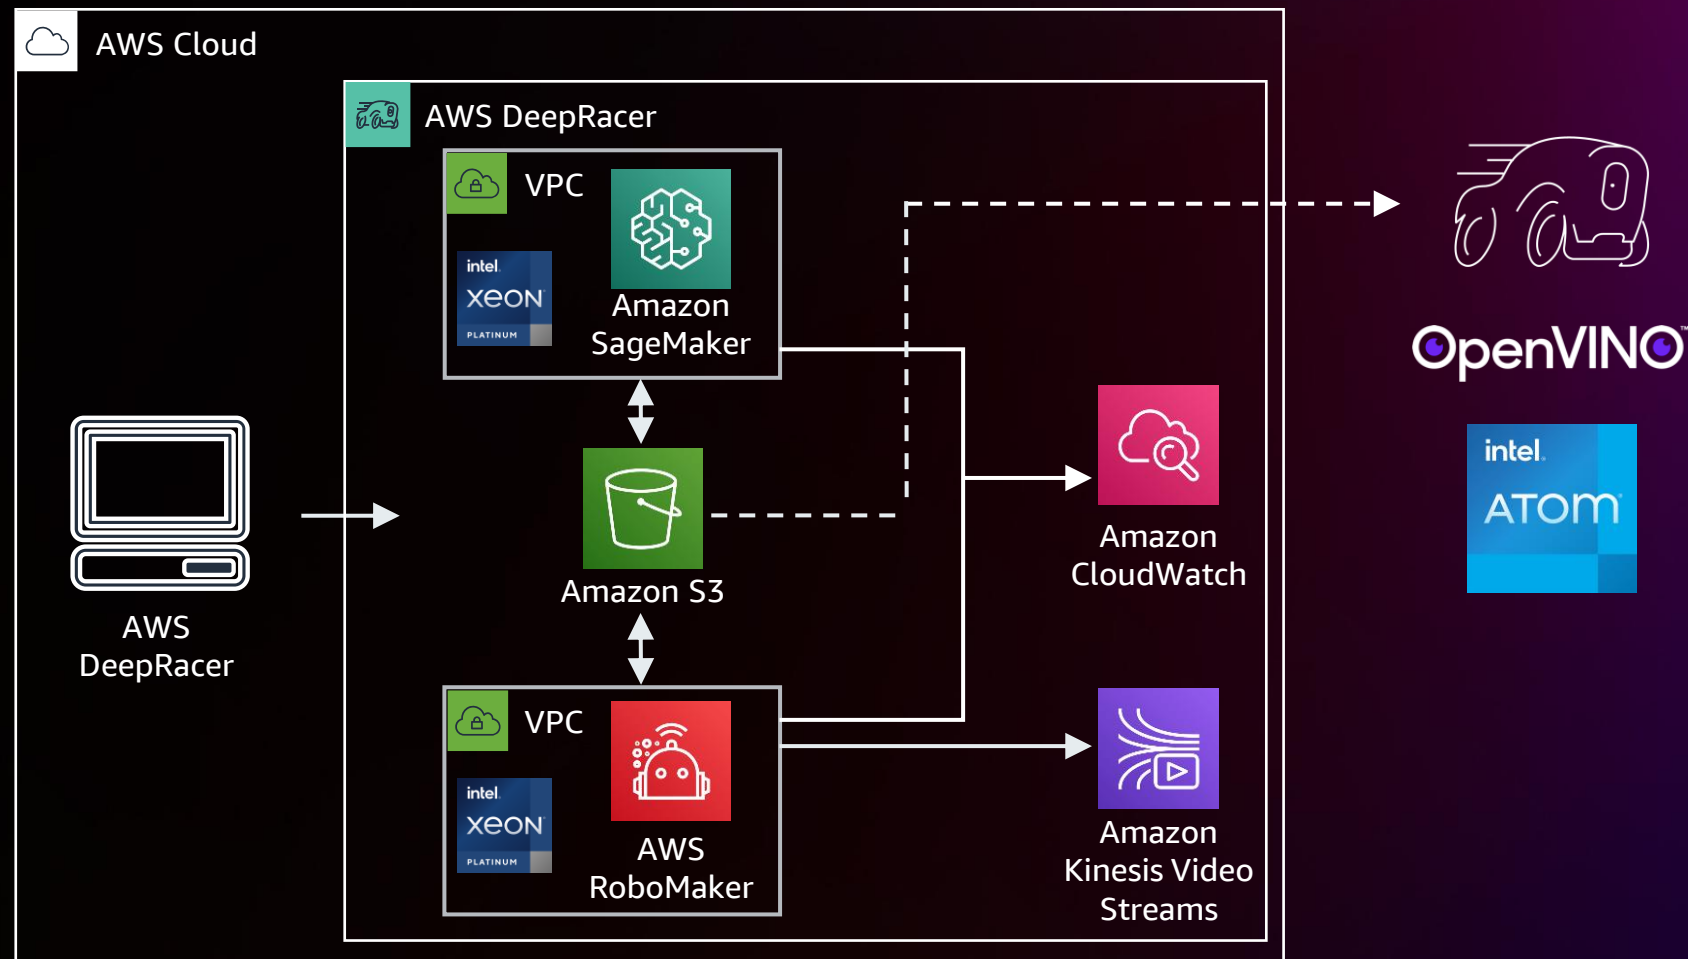 AWS Cloud
AWS DeepRacer
VPC
intel.
xeon
PLATINUM
Amazon
SageMaker
Amazon S3
AWS
DeepRacer
VPC
intel.
xeon
PLATINUM
AWS
RoboMaker
Amazon
CloudWatch
Amazon
Kinesis Video
Streams
OpenVINO™
intel.
ATOM